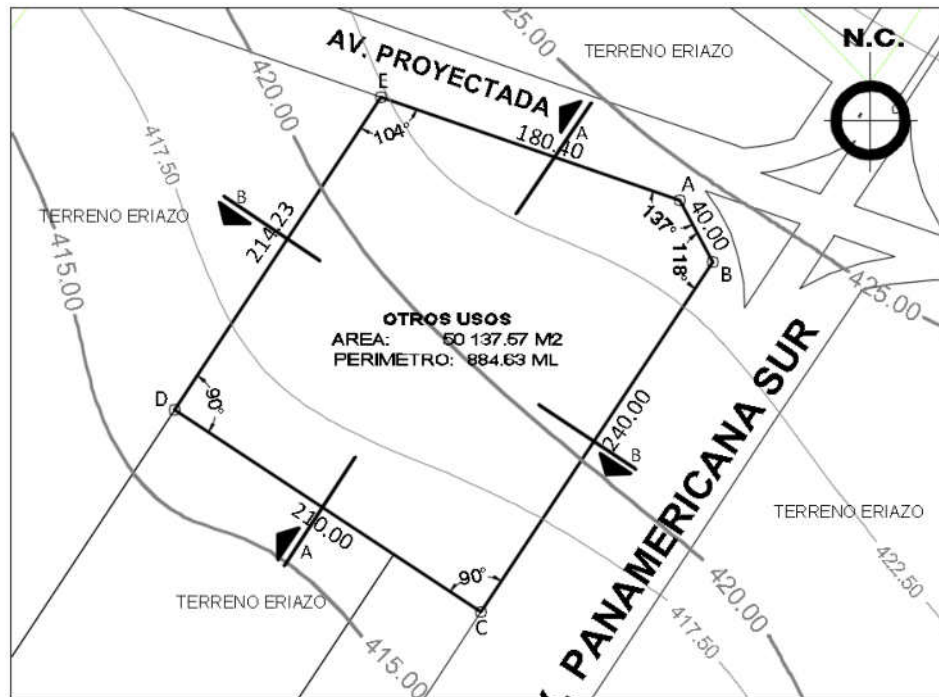 425.00
TERRENO ERIAZO
N.C.
AV. PROYECTADA
420.00
E
417.50
104°
180.40
A
A
40.00
137°
118°
B
B
TERRENO ERIAZO
214.23
415.00
425.00
OTROS USOS
AREA: 50 137.57 M2
PERIMETRO: 884.63 ML
D
90°
240.00
B
PANAMERICANA SUR
210.00
A
TERRENO ERIAZO
422.50
90°
C
TERRENO ERIAZO
420.00
417.50
415.00